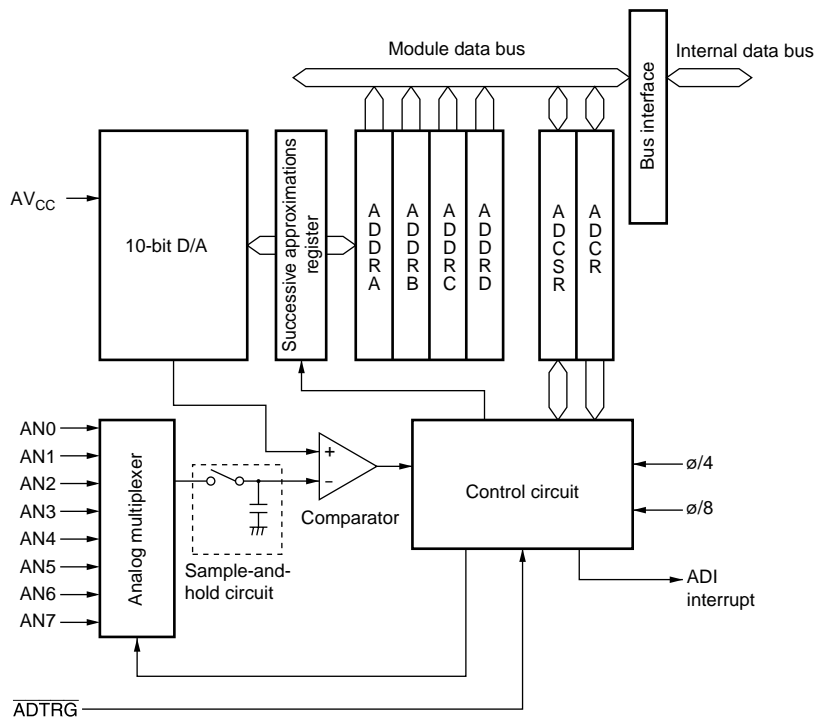 Module data bus
Internal data bus
Bus interface
AVCC
10-bit D/A
Successive approximations
register
ADDRA
ADDRB
ADDRC
ADDRD
ADCSR
ADCR
AN0
AN1
AN2
AN3
AN4
AN5
AN6
AN7
Analog multiplexer
Sample-and-
hold circuit
+
−
Comparator
Control circuit
ø/4
ø/8
ADI
interrupt
ADTRG